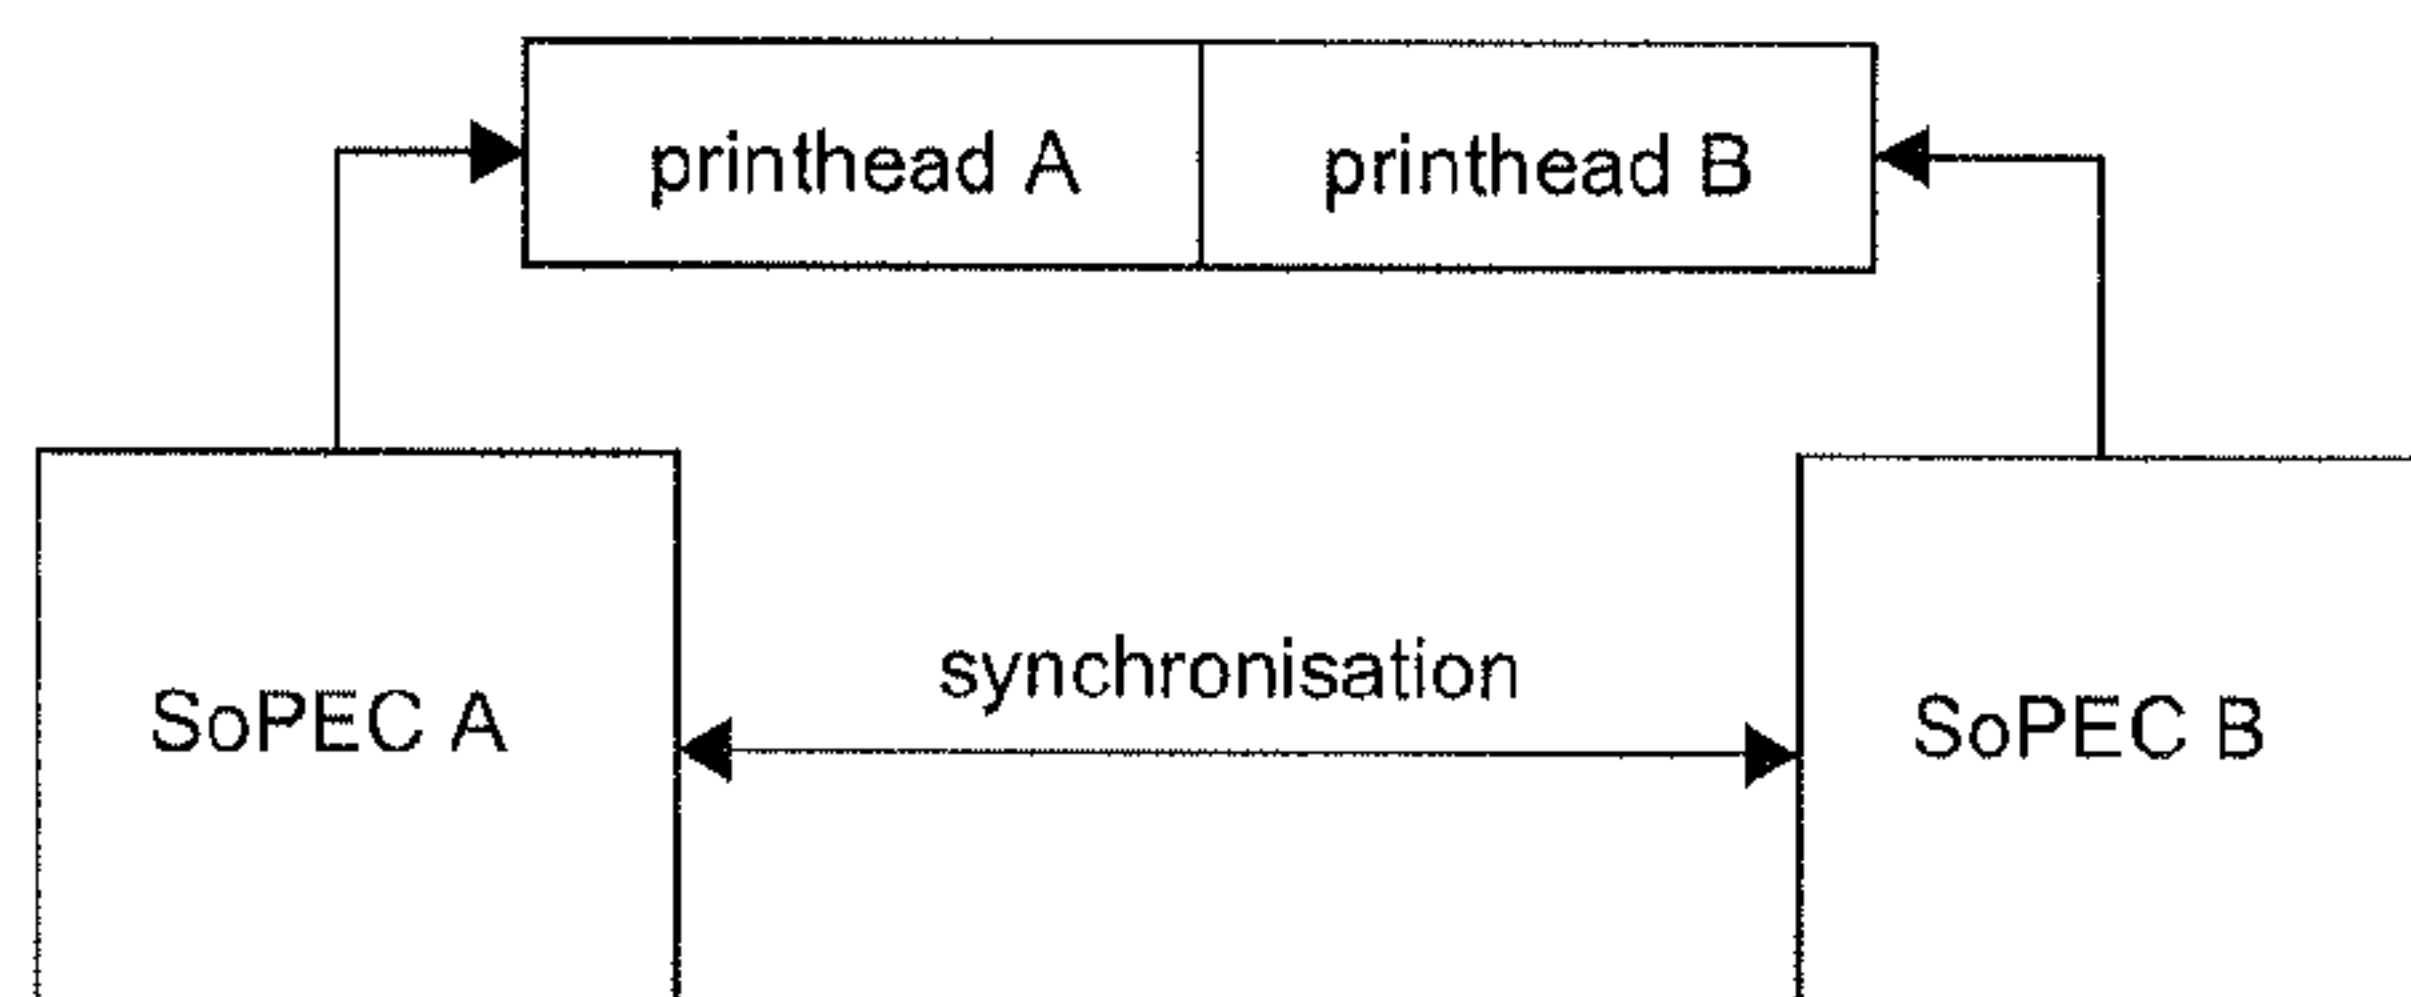 printhead A
printhead B
synchronisation
SoPEC A
SoPEC B